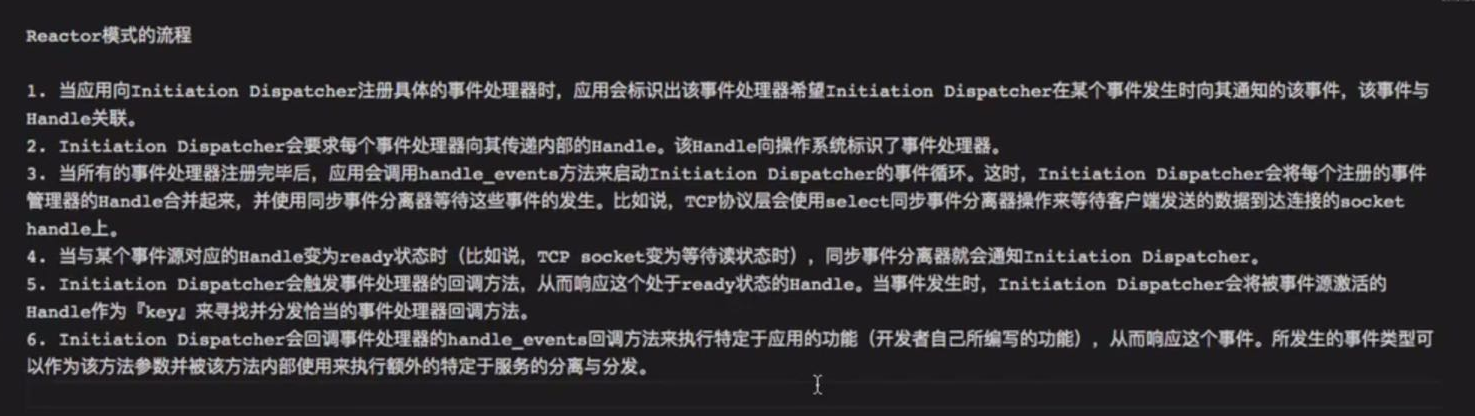 Reactor模式的流程
1. 当应用向Initiation Dispatcher注册具体的事件处理器时，应用会标识出该事件处理器希望Initiation Dispatcher在某个事件发生时向其通知的该事件，该事件与
Handle关联。
2. Initiation Dispatcher会要求每个事件处理器向其传递内部的Handle。该Handle向操作系统标识了事件处理器。
3. 当所有的事件处理器注册完毕后，应用会调用handle_events方法来启动Initiation Dispatcher的事件循环。这时，Initiation Dispatcher会将每个注册的事件
管理器的Handle合并起来，并使用同步事件分离器等待这些事件的发生。比如说，TCP协议层会使用select同步事件分离器操作来等待客户端发送的数据到达连接的socket
handle上。
4. 当与某个事件源对应的Handle变为ready状态时（比如说，TCP socket变为等待读状态时），同步事件分离器就会通知Initiation Dispatcher。
5. Initiation Dispatcher会触发事件处理器的回调方法，从而响应这个处于ready状态的Handle。当事件发生时，Initiation Dispatcher会将被事件源激活的
Handle作为『key』来寻找并分发恰当的事件处理器回调方法。
6. Initiation Dispatcher会回调事件处理器的handle_events回调方法来执行特定于应用的功能（开发者自己所编写的功能），从而响应这个事件。所发生的事件类型可
以作为该方法参数并被该方法内部使用来执行额外的特定于服务的分离与分发。